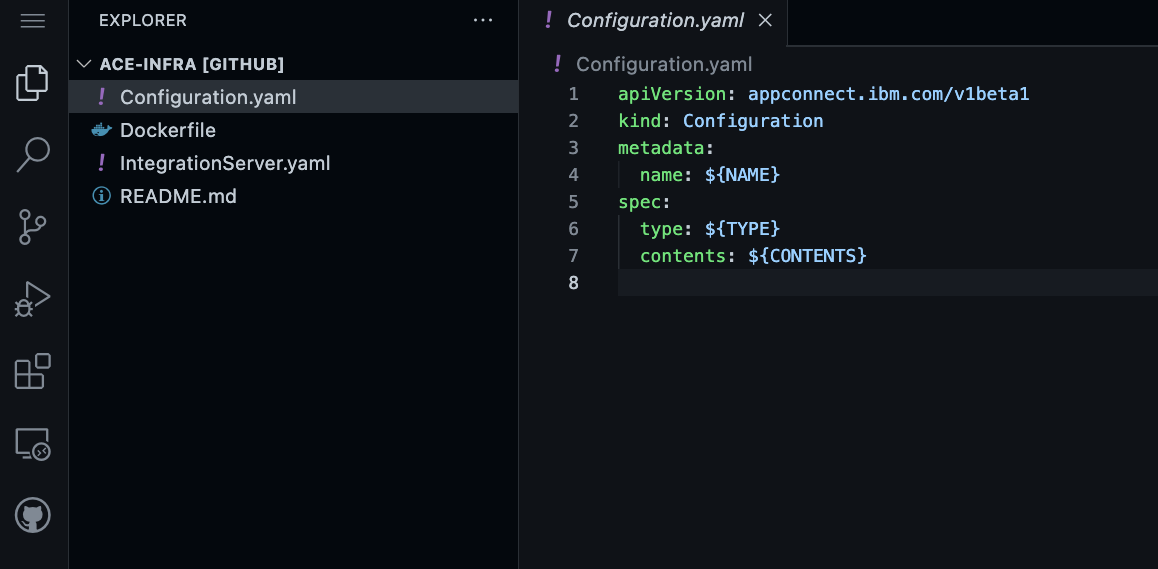 EXPLORER
ACE-INFRA [GITHUB]
! Configuration.yaml
Dockerfile
! IntegrationServer.yaml
README.md
! Configuration.yaml
! Configuration.yaml
1 apiVersion: appconnect.ibm.com/v1beta1
2 kind: Configuration
3 metadata:
4   name: ${NAME}
5 spec:
6   type: ${TYPE}
7   contents: ${CONTENTS}
8